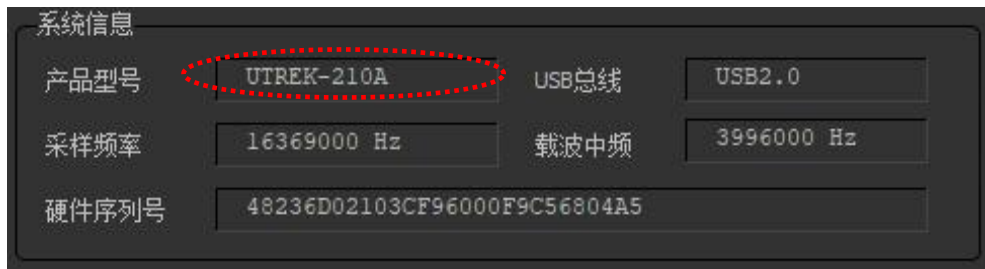 系统信息
产品型号 UTREK-210A USB总线 USB2.0
采样频率 16369000 Hz 载波中频 3996000 Hz
硬件序列号 48236D02103CF96000F9C56804A5